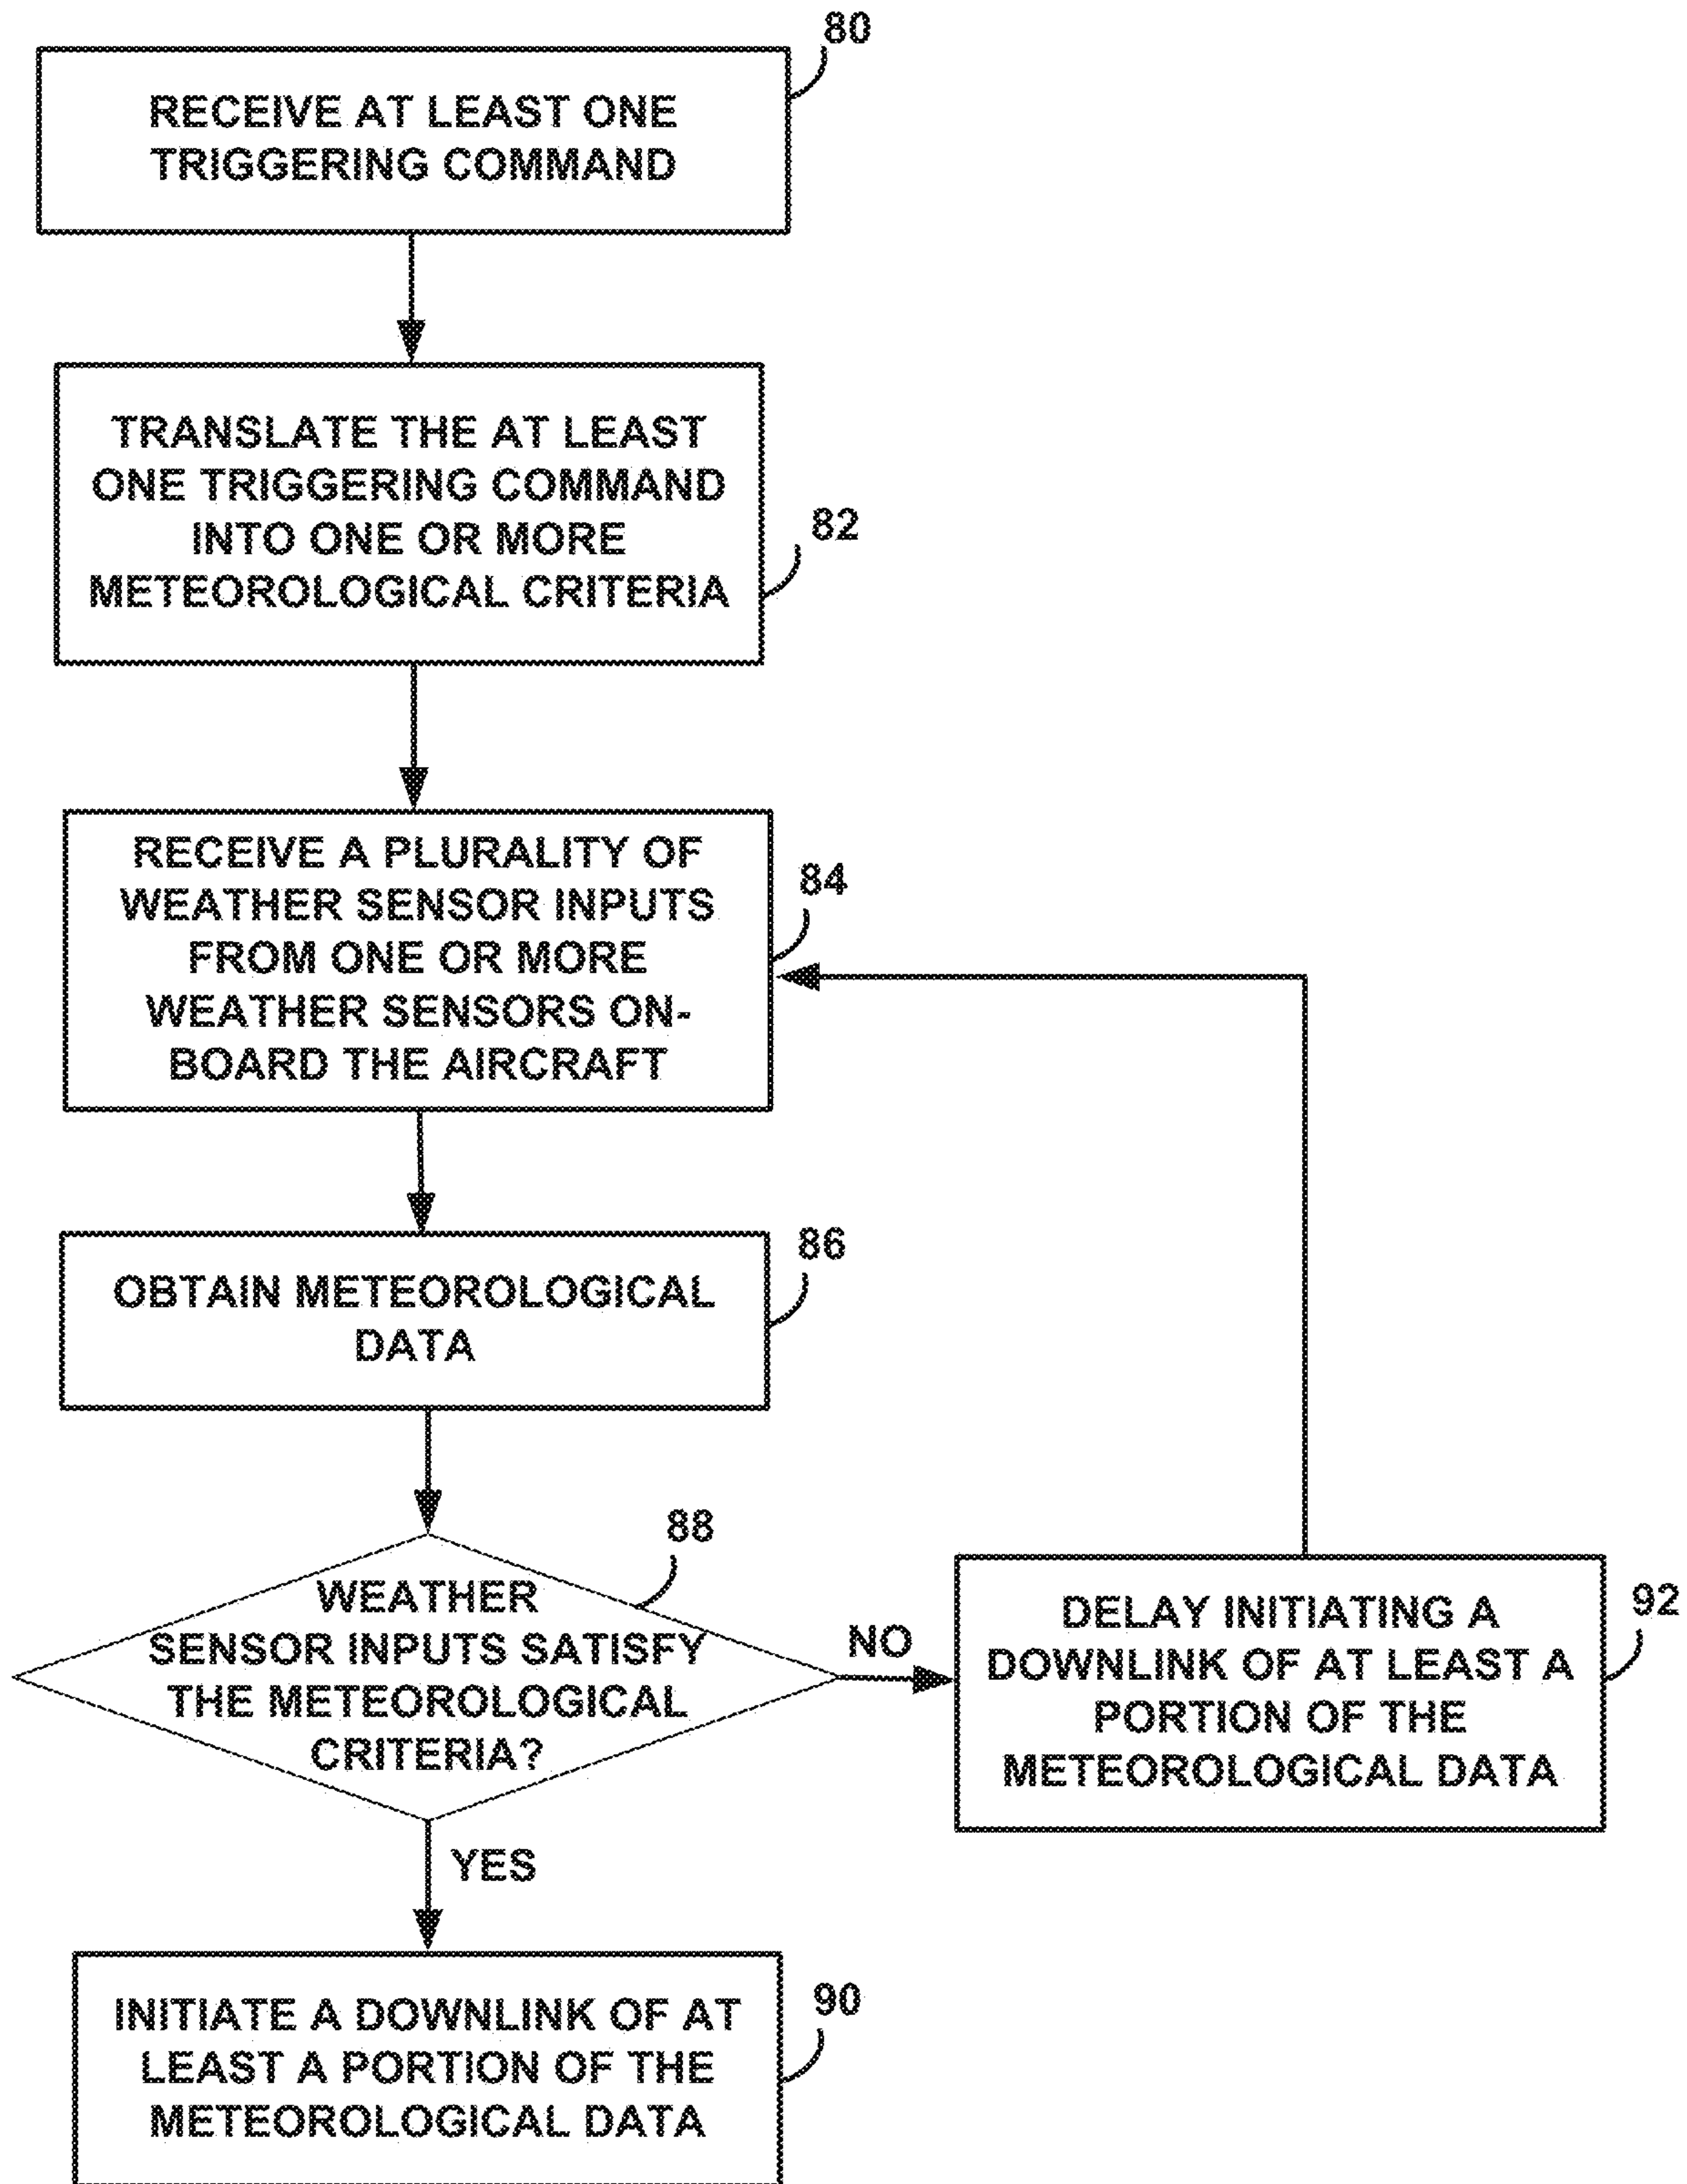 80
RECEIVE AT LEAST ONE
TRIGGERING COMMAND
TRANSLATE THE AT LEAST
ONE TRIGGERING COMMAND
INTO ONE OR MORE
METEOROLOGICAL CRITERIA
82
RECEIVE A PLURALITY OF
WEATHER SENSOR INPUTS
FROM ONE OR MORE
WEATHER SENSORS ON-
BOARD THE AIRCRAFT
84
OBTAIN METEOROLOGICAL
DATA
86
88
WEATHER
SENSOR INPUTS SATISFY
THE METEOROLOGICAL
CRITERIA?
NO
DELAY INITIATING A
DOWNLINK OF AT LEAST A
PORTION OF THE
METEOROLOGICAL DATA
92
YES
INITIATE A DOWNLINK OF AT
LEAST A PORTION OF THE
METEOROLOGICAL DATA
90